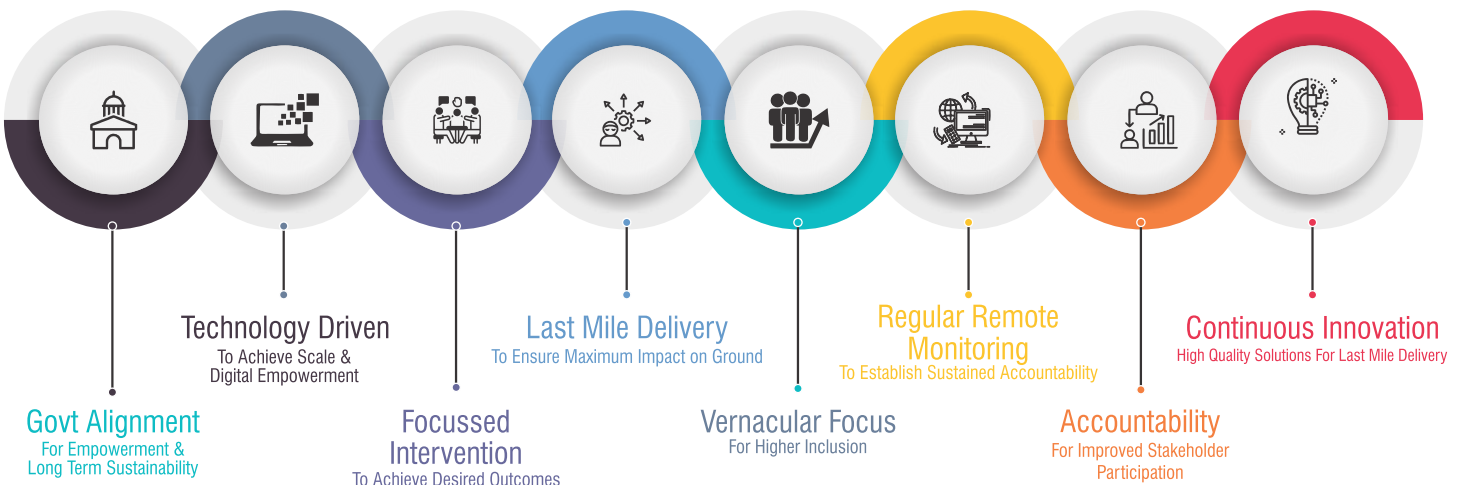 Govt Alignment
For Empowerment &
Long Term Sustainability
Technology Driven
To Achieve Scale &
Digital Empowerment
Focussed
Intervention
To Achieve Desired Outcomes
Last Mile Delivery
To Ensure Maximum Impact on Ground
Vernacular Focus
For Higher Inclusion
Regular Remote
Monitoring
To Establish Sustained Accountability
Accountability
For Improved Stakeholder
Participation
Continuous Innovation
High Quality Solutions For Last Mile Delivery